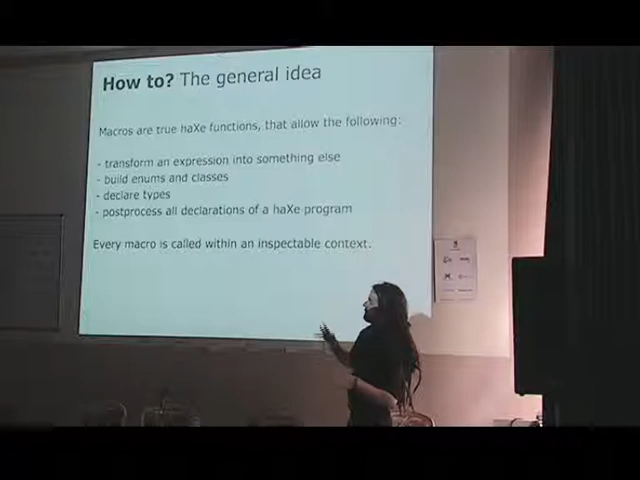 How to? The general idea
Macros are true haXe functions, that allow the following:
- transform an expression into something else
- build enums and classes
- declare types
- postprocess all declarations of a haXe program
Every macro is called within an inspectable context.